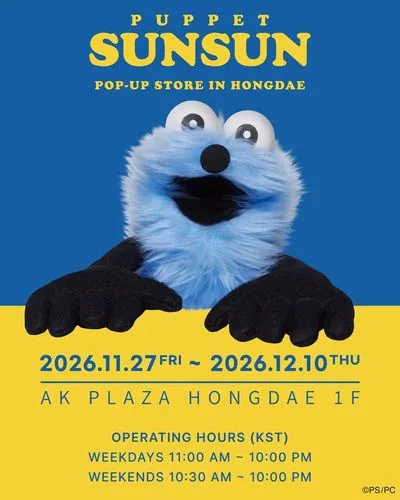 PUPPET
SUNSUN
POP-UP STORE IN HONGDAE
2026.11.27 FRI ~ 2026.12.10 THU
AK PLAZA HONGDAE 1F
OPERATING HOURS (KST)
WEEKDAYS 11:00 AM ~ 10:00 PM
WEEKENDS 10:30 AM ~ 10:00 PM
©PS/PC